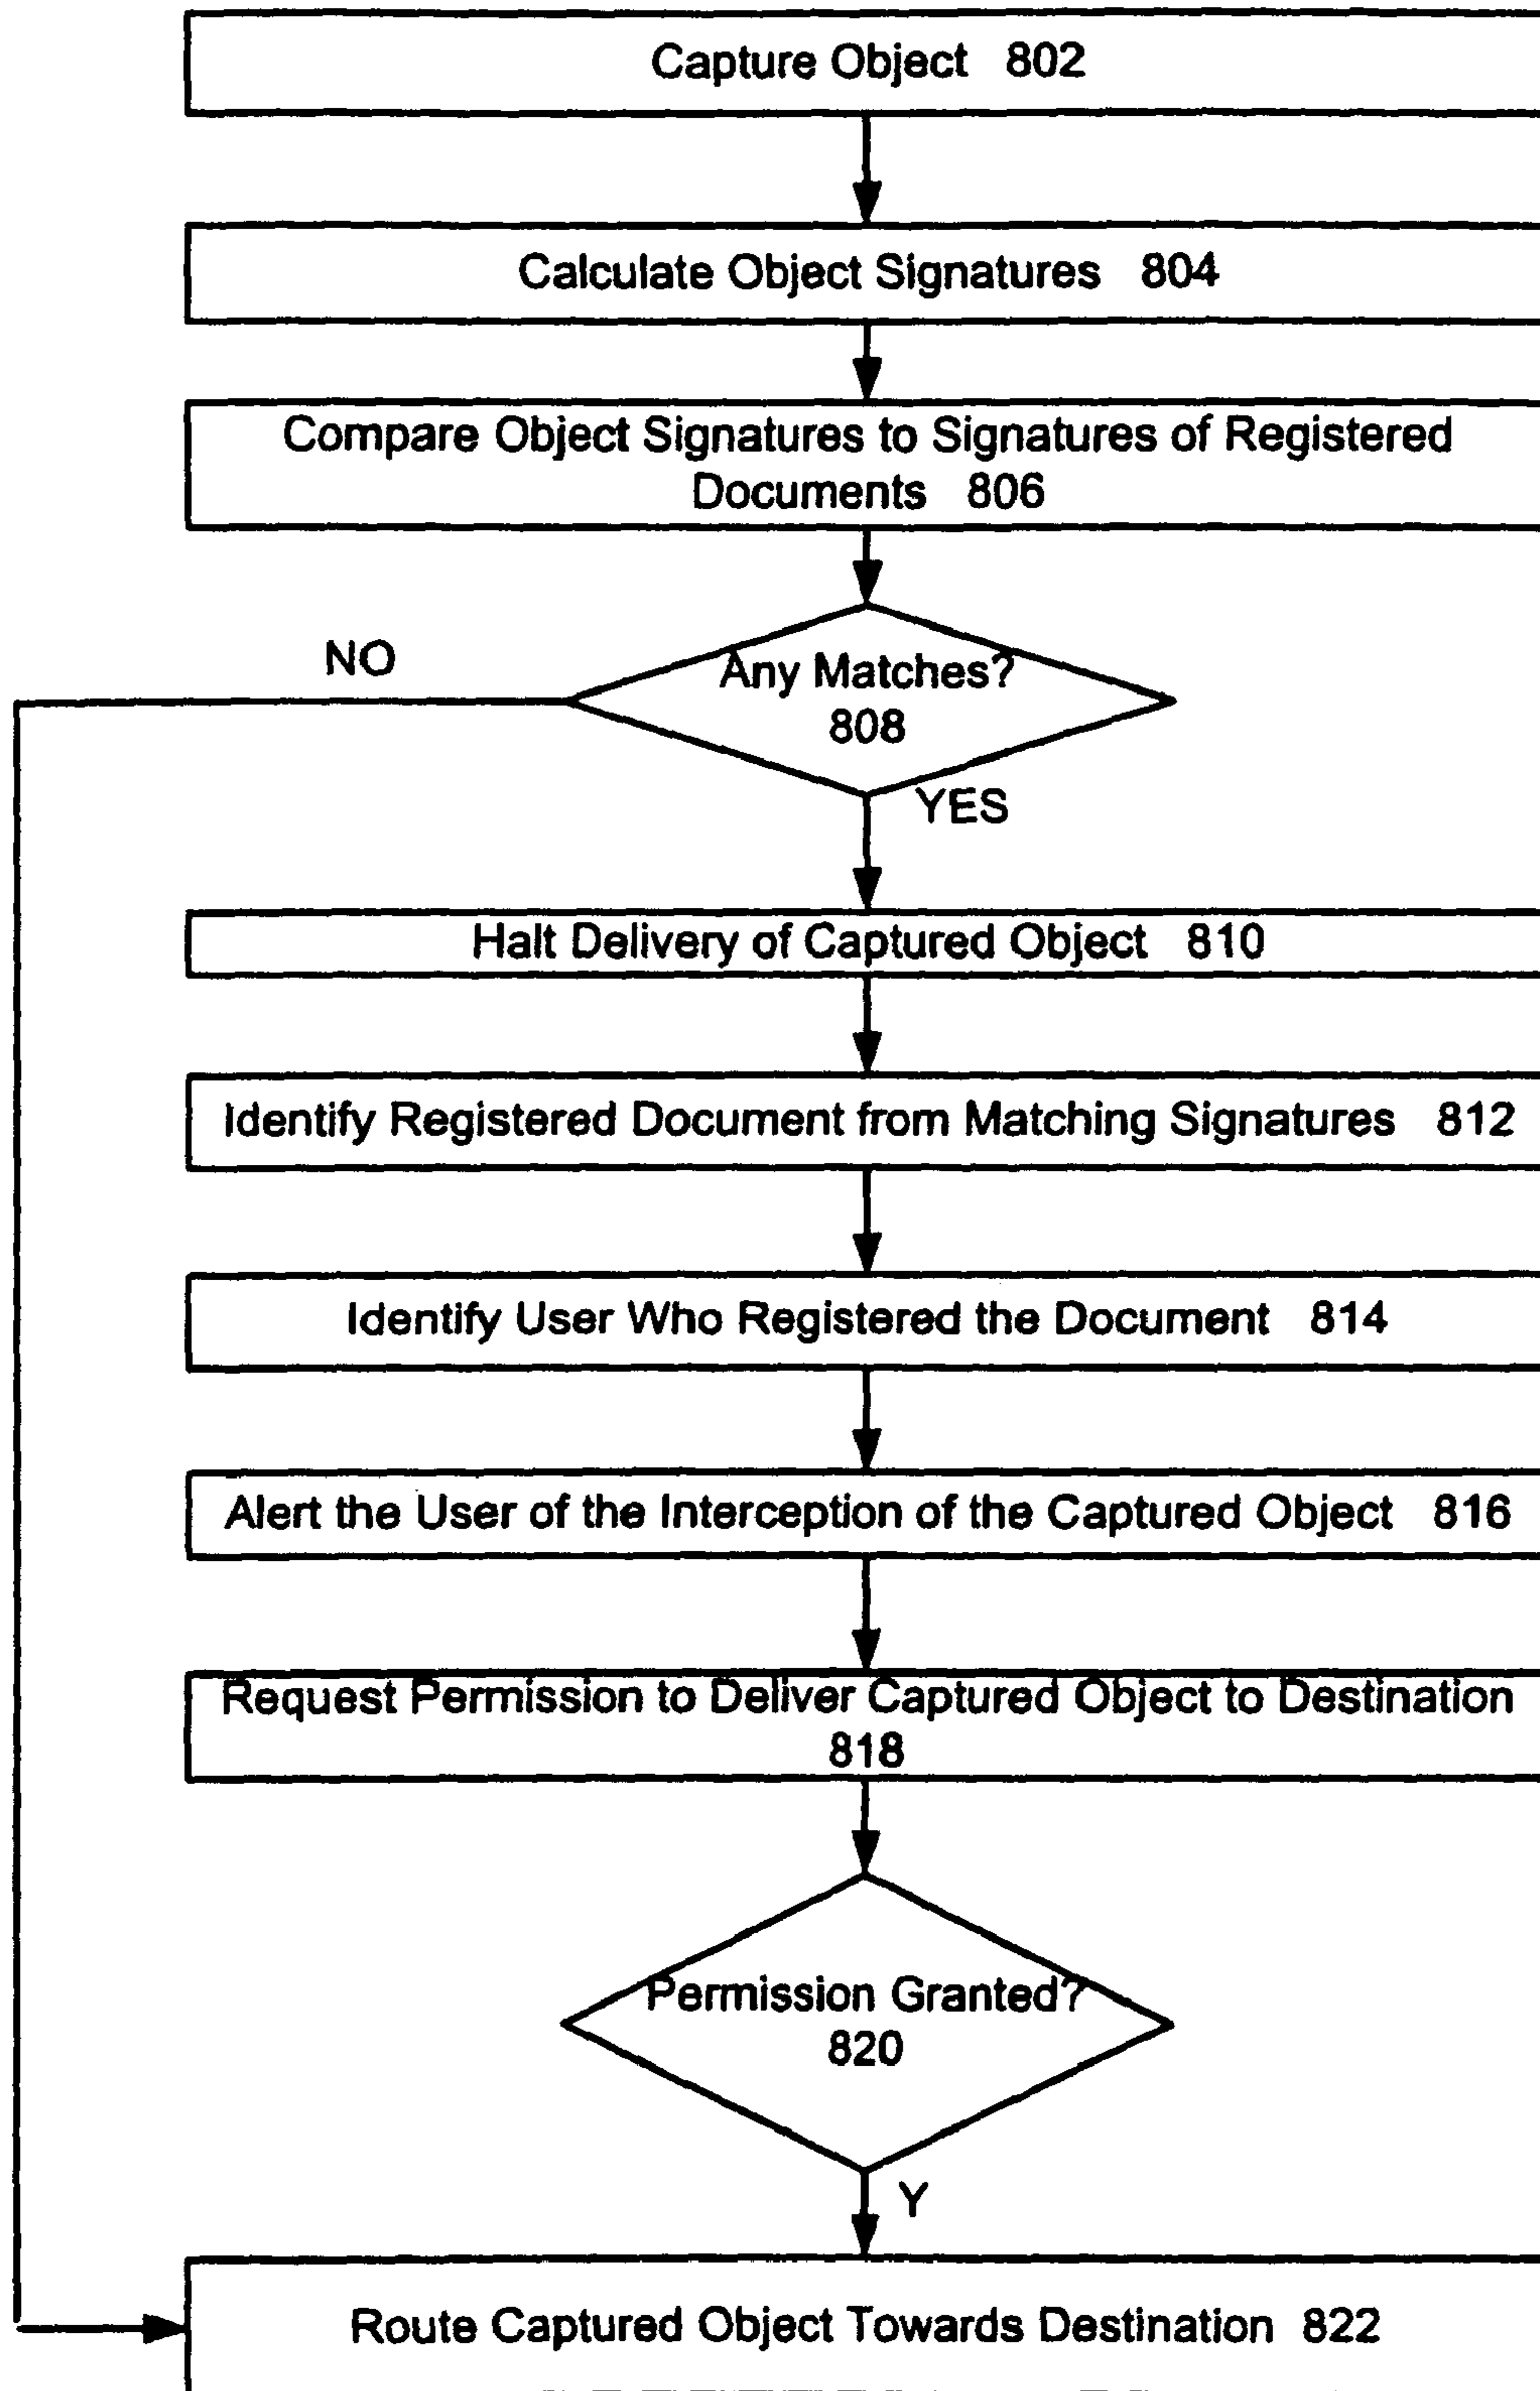 Capture Object 802
Calculate Object Signatures 804
Compare Object Signatures to Signatures of Registered
Documents 806
NO
Any Matches?
808
YES
Halt Delivery of Captured Object 810
Identify Registered Document from Matching Signatures 812
Identify User Who Registered the Document 814
Alert the User of the Interception of the Captured Object 816
Request Permission to Deliver Captured Object to Destination
818
Permission Granted?
820
Y
Route Captured Object Towards Destination 822